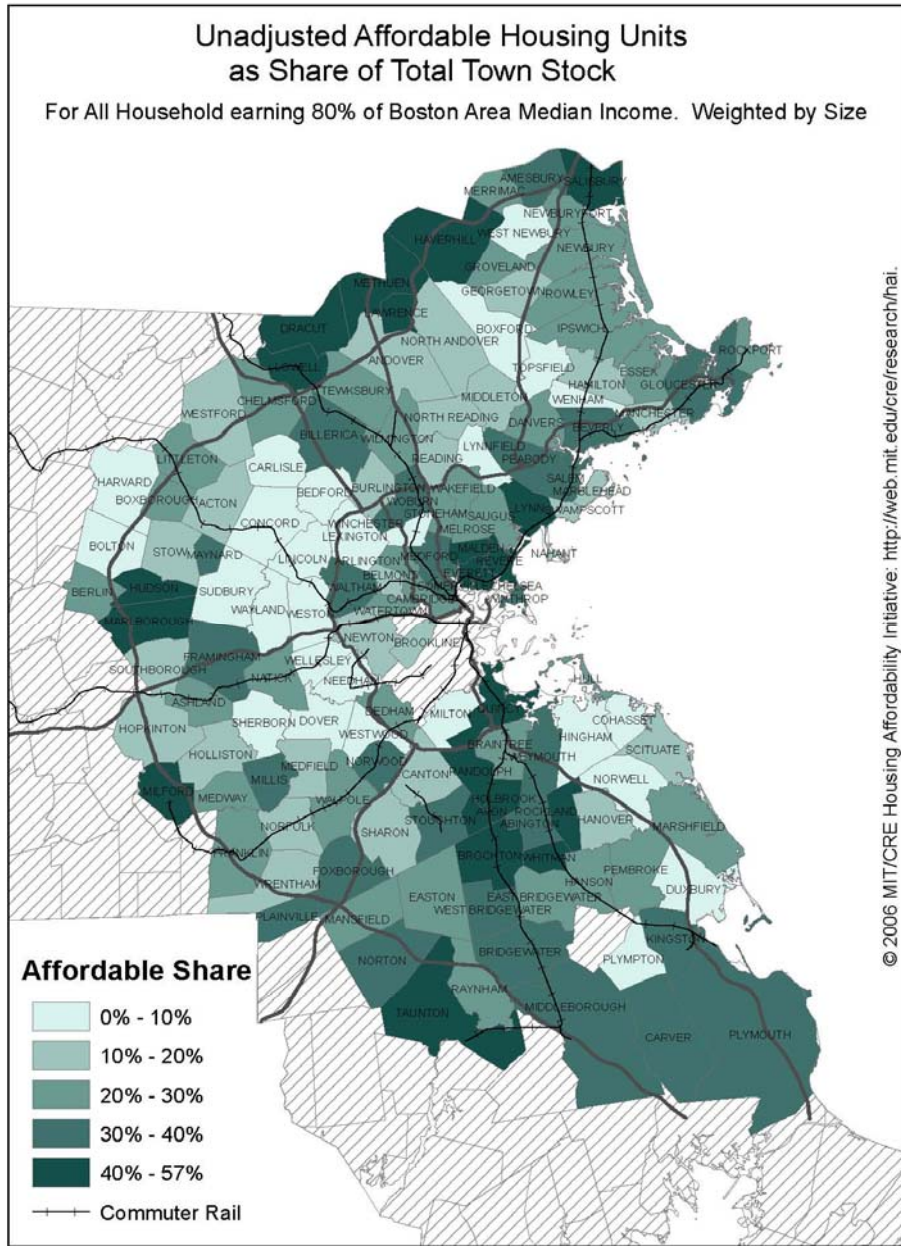 Unadjusted Affordable Housing Units
as Share of Total Town Stock
For All Household earning 80% of Boston Area Median Income. Weighted by Size
AMESBURY
SALISBURY
MERRIMAC
NEWBURYPORT
WEST NEWBURY
HAVERHILL
NEWBURY
GROVELAND
METHUEN
GEORGETOWN
ROWLEY
LAWRENCE
DRACUT
BOXFORD
IPSWICH
NORTH ANDOVER
ROCKPORT
ANDOVER
LOWELL
TOPSFIELD
ESSEX
HAMILTON
GLOUCESTER
TEWKSBURY
MIDDLETON
WENHAM
CHELMSFORD
MANCHESTER
WESTFORD
NORTH READING
DANVERS
BEVERLY
BILLERICA
WILMINGTON
LYNNFIELD
READING
PEABODY
LITTLETON
CARLISLE
SALEM
HARVARD
BURLINGTON
WAKEFIELD
MARBLEHEAD
BOXBOROUGH
BEDFORD
ACTON
WOBURN
STONEHAM
LYNN
SWAMPSCOTT
SAUGUS
CONCORD
WINCHESTER
MELROSE
LEXINGTON
BOLTON
STOW
MAYNARD
LINCOLN
ARLINGTON
MEDFORD
MALDEN
REVERE
NAHANT
BELMONT
EVERETT
BERLIN
HUDSON
SUDBURY
WALTHAM
SOMERVILLE
CHELSEA
CAMBRIDGE
WINTHROP
WAYLAND
WESTON
WATERTOWN
MARLBOROUGH
NEWTON
BROOKLINE
FRAMINGHAM
WELLESLEY
SOUTHBOROUGH
NATICK
NEEDHAM
HULL
ASHLAND
DEDHAM
MILTON
QUINCY
COHASSET
HOPKINTON
SHERBORN
DOVER
WESTWOOD
HINGHAM
SCITUATE
HOLLISTON
BRAINTREE
WEYMOUTH
MEDFIELD
NORWOOD
CANTON
RANDOLPH
NORWELL
MILLIS
MILFORD
MEDWAY
WALPOLE
HOLBROOK
AVON
ROCKLAND
STOUGHTON
HANOVER
NORFOLK
SHARON
ABINGTON
MARSHFIELD
FRANKLIN
BROCKTON
WHITMAN
FOXBOROUGH
PEMBROKE
WRENTHAM
HANSON
DUXBURY
EASTON
EAST BRIDGEWATER
PLAINVILLE
MANSFIELD
WEST BRIDGEWATER
KINGSTON
BRIDGEWATER
NORTON
PLYMPTON
RAYNHAM
MIDDLEBOROUGH
TAUNTON
CARVER
PLYMOUTH
Affordable Share
0% - 10%
10% - 20%
20% - 30%
30% - 40%
40% - 57%
Commuter Rail
© 2006 MIT/CRE Housing Affordability Intiative: http://web.mit.edu/cre/research/hai.